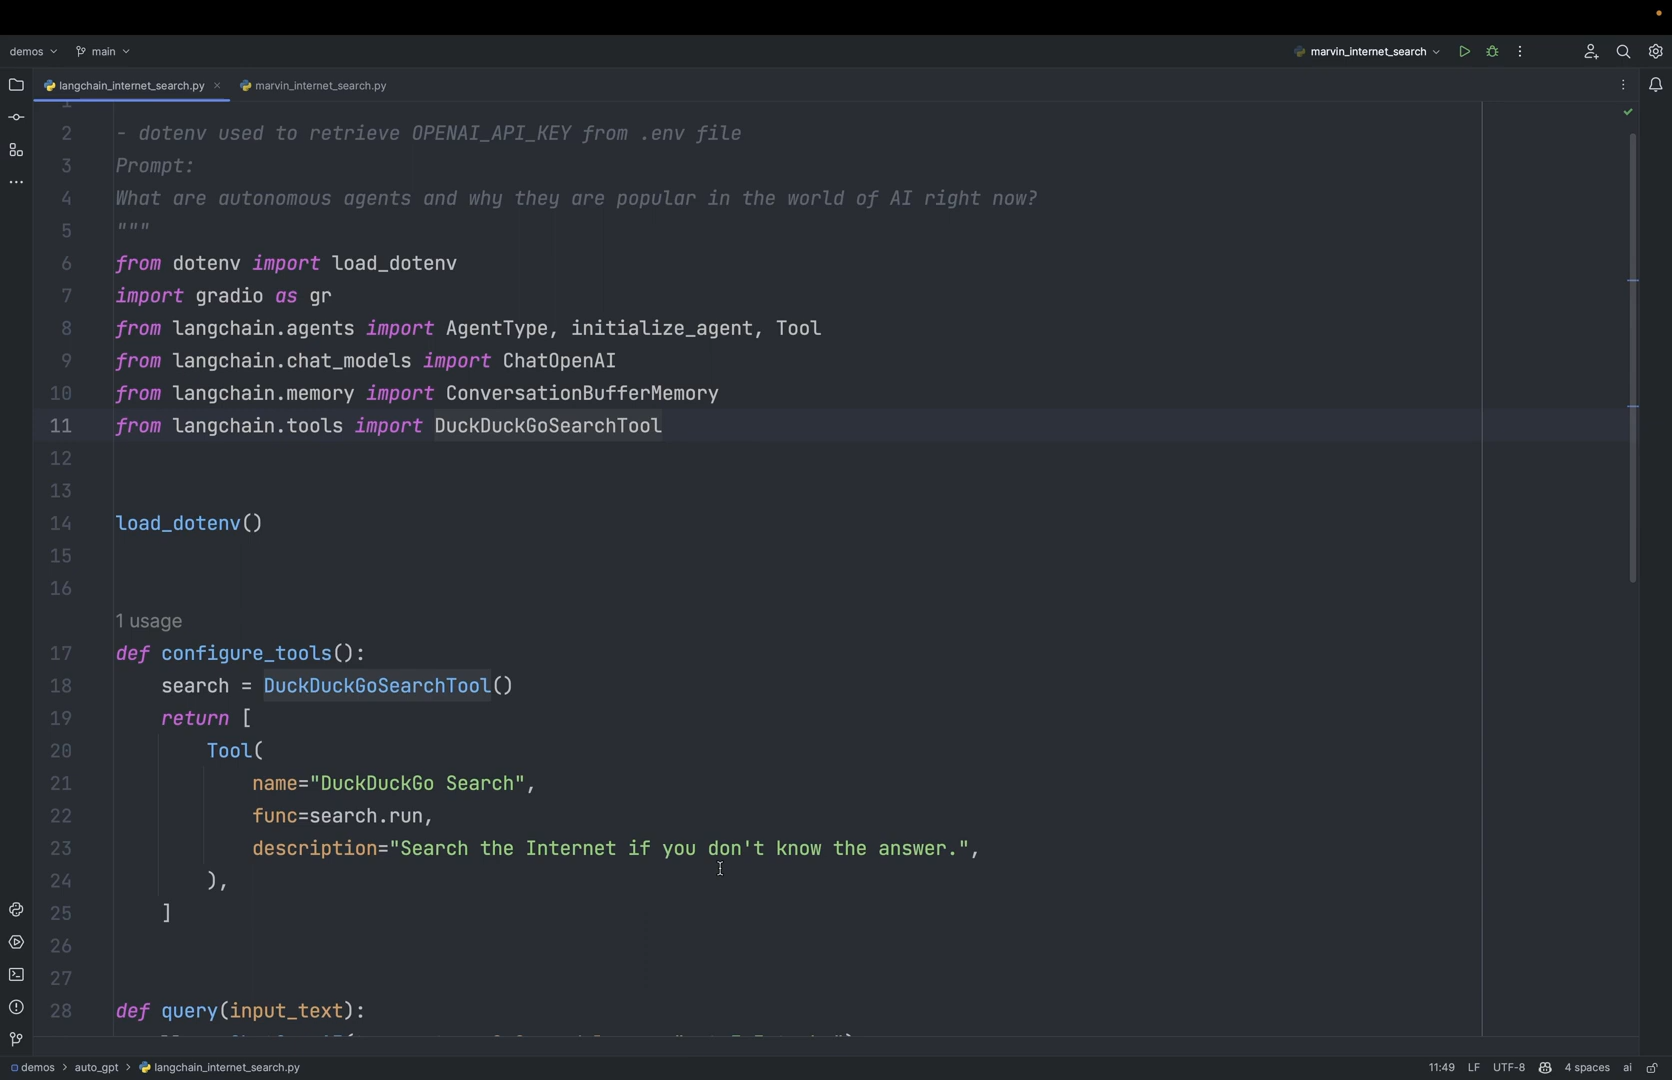 demos
main
marvin_internet_search
langchain_internet_search.py
marvin_internet_search.py
2 - dotenv used to retrieve OPENAI_API_KEY from .env file
3 Prompt:
4 What are autonomous agents and why they are popular in the world of AI right now?
5 """
6 from dotenv import load_dotenv
7 import gradio as gr
8 from langchain.agents import AgentType, initialize_agent, Tool
9 from langchain.chat_models import ChatOpenAI
10 from langchain.memory import ConversationBufferMemory
11 from langchain.tools import DuckDuckGoSearchTool
12
13
14 load_dotenv()
15
16
1 usage
17 def configure_tools():
18 search = DuckDuckGoSearchTool()
19 return [
20 Tool(
21 name="DuckDuckGo Search",
22 func=search.run,
23 description="Search the Internet if you don't know the answer.",
24 ),
25 ]
26
27
28 def query(input_text):
demos > auto_gpt > langchain_internet_search.py
11:49 LF UTF-8 4 spaces ai